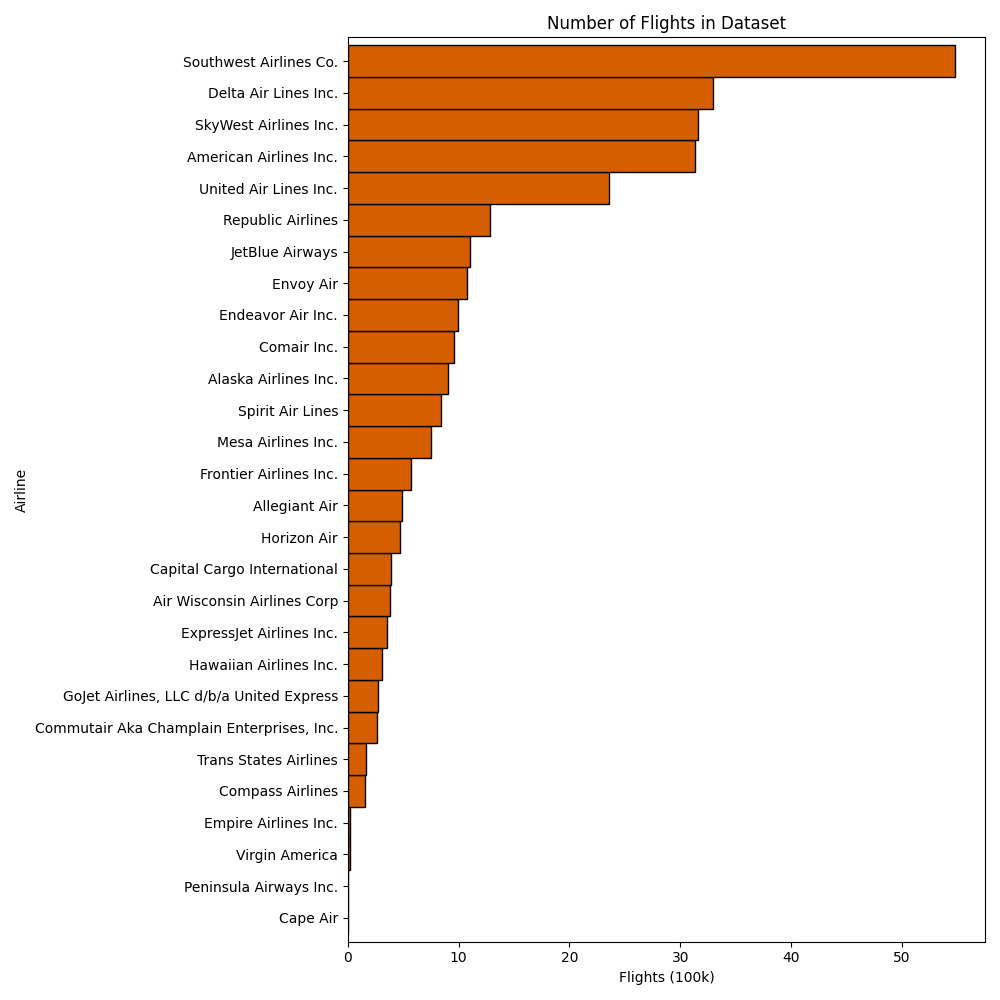 Number of Flights in Dataset
Southwest Airlines Co.
Delta Air Lines Inc.
SkyWest Airlines Inc.
American Airlines Inc.
United Air Lines Inc.
Republic Airlines
JetBlue Airways
Envoy Air
Endeavor Air Inc.
Comair Inc.
Alaska Airlines Inc.
Spirit Air Lines
Mesa Airlines Inc.
Frontier Airlines Inc.
Allegiant Air
Horizon Air
Capital Cargo International
Air Wisconsin Airlines Corp
ExpressJet Airlines Inc.
Hawaiian Airlines Inc.
GoJet Airlines, LLC d/b/a United Express
Commutair Aka Champlain Enterprises, Inc.
Trans States Airlines
Compass Airlines
Empire Airlines Inc.
Virgin America
Peninsula Airways Inc.
Cape Air
Airline
0 10 20 30 40 50
Flights (100k)